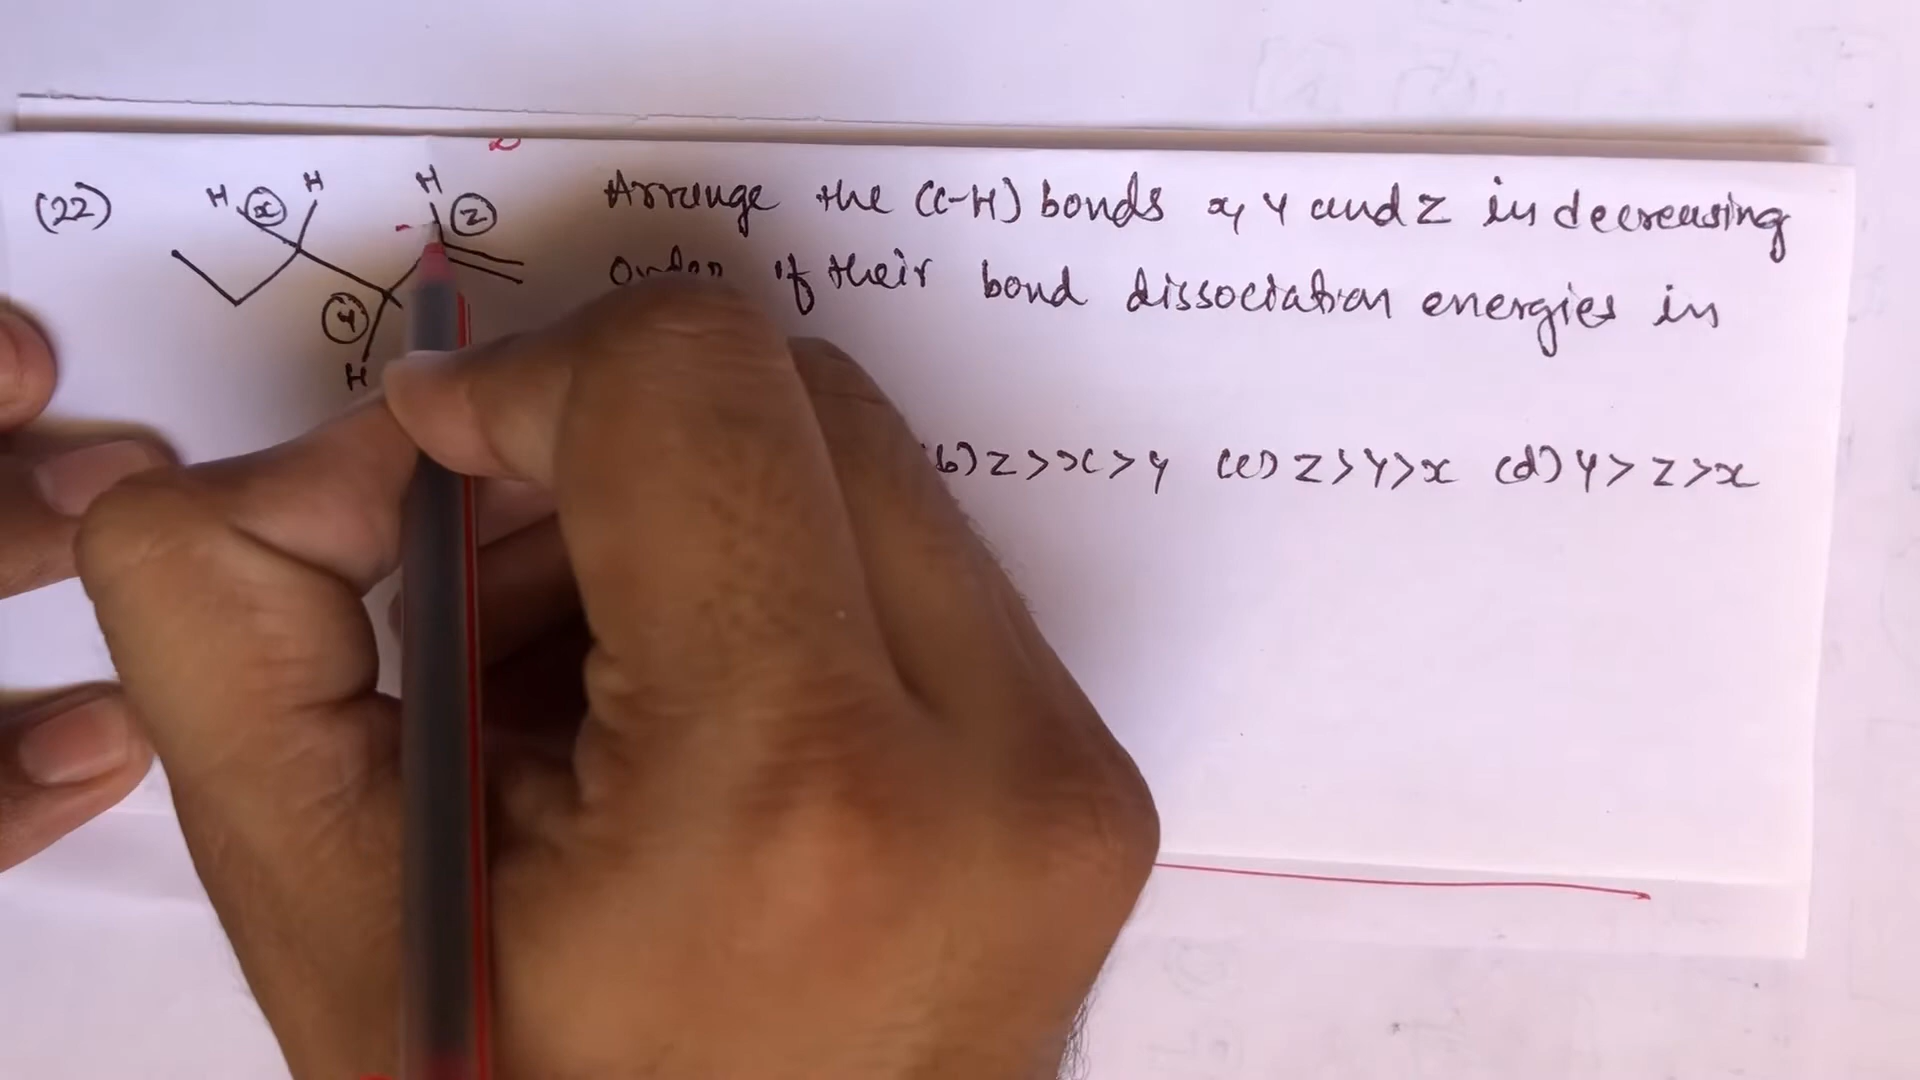 (22)
H x H H z
y
H
Arrange the (C-H) bonds x, y and z in decreasing
of their bond dissociation energies in
b) z > x > y (c) z > y > x (d) y > z > x